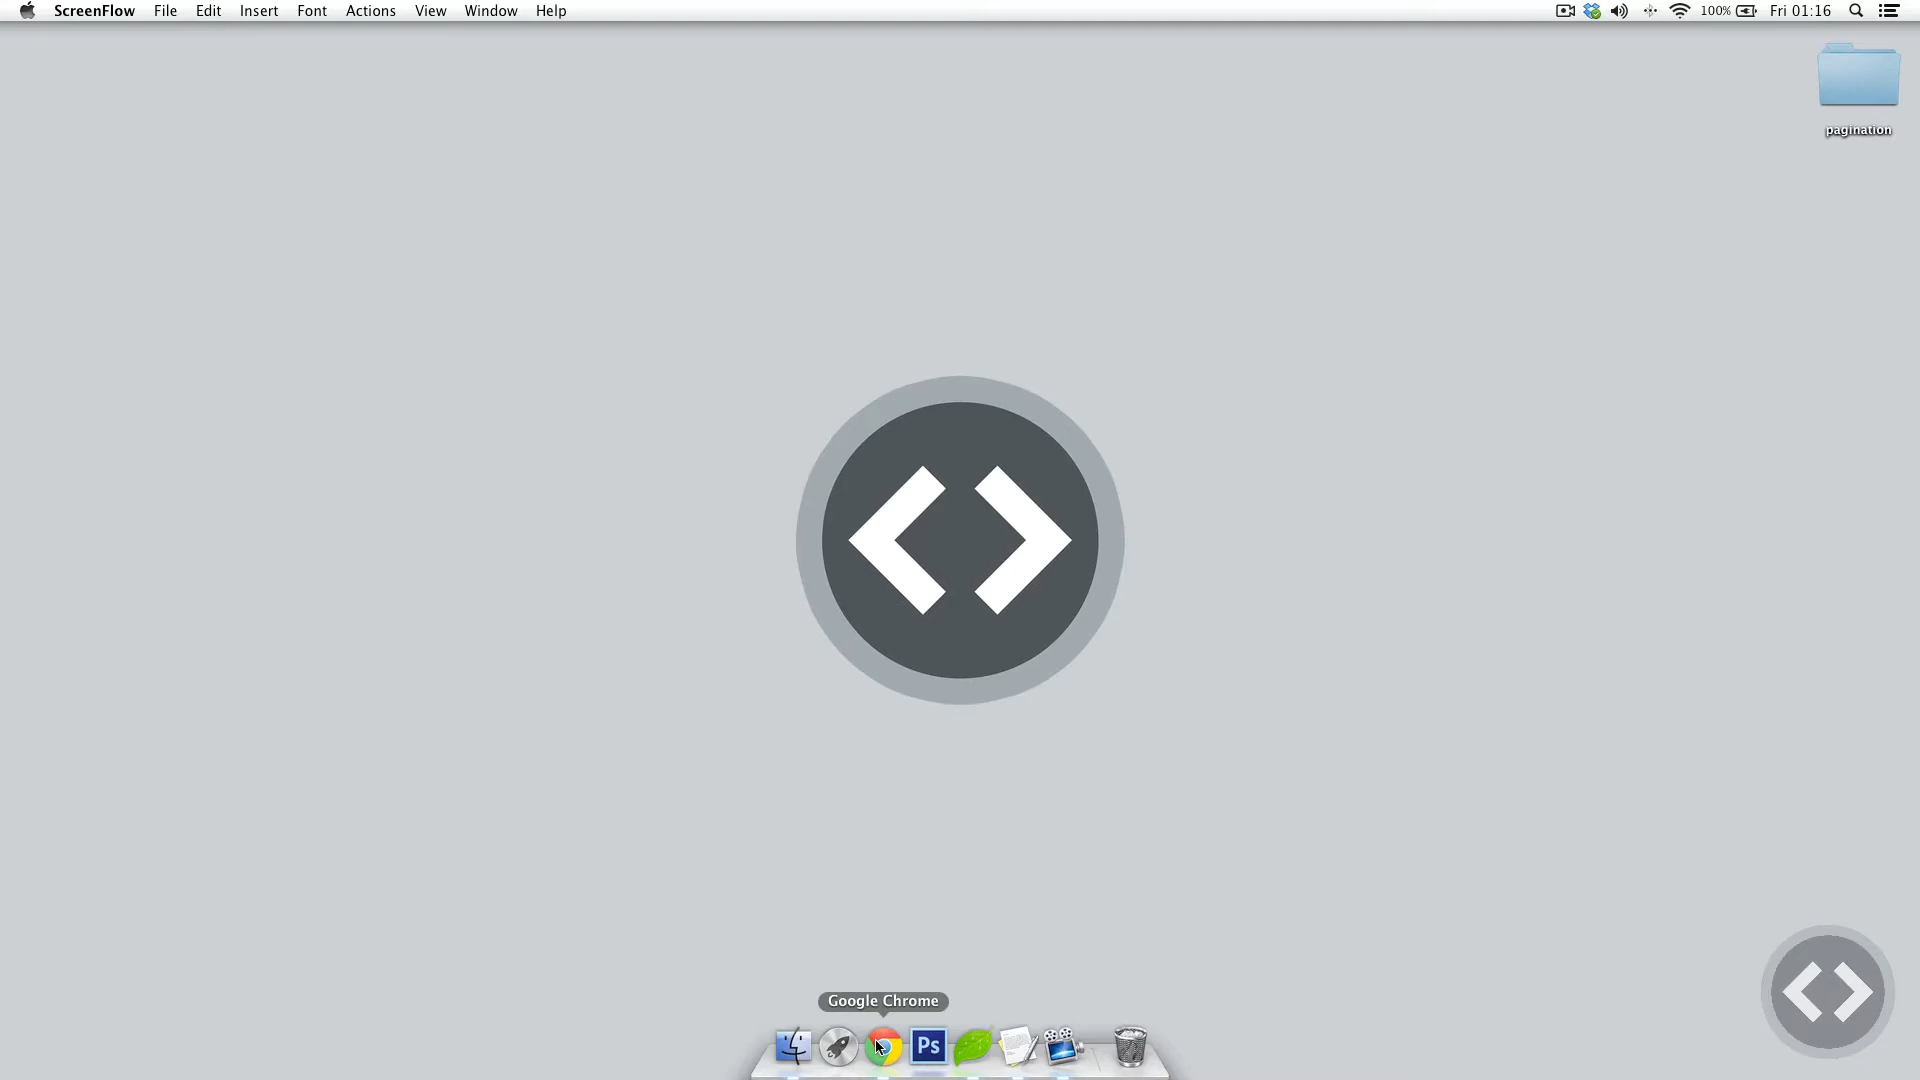 ScreenFlow File Edit Insert Font Actions View Window Help 100% Fri 01:16
pagination
Google Chrome
Ps